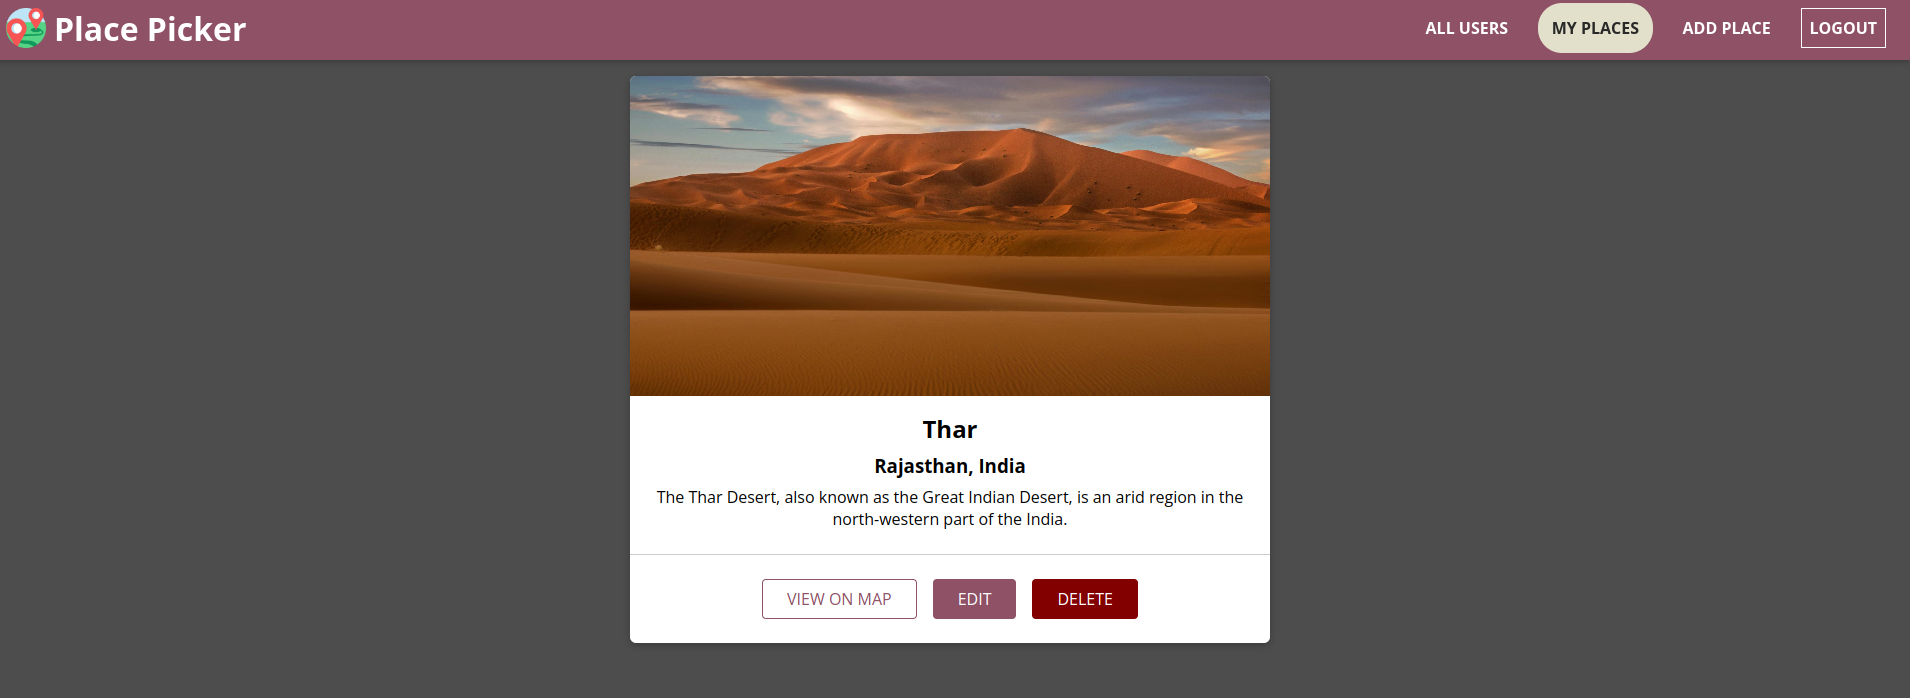 Place Picker
ALL USERS
MY PLACES
ADD PLACE
LOGOUT
Thar
Rajasthan, India
The Thar Desert, also known as the Great Indian Desert, is an arid region in the
north-western part of the India.
VIEW ON MAP
EDIT
DELETE